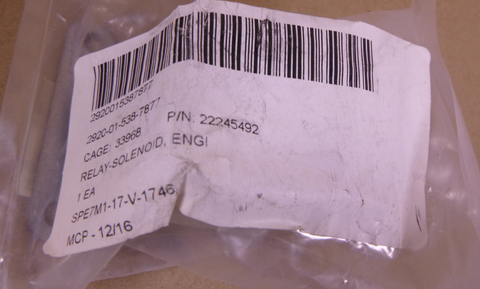 2920015387877
2920-01-538-7877
CAGE: 33968 P/N: 22245492
RELAY-SOLENOID, ENGI
1 EA
SPE7M1-17-V-1746
MCP - 12/16